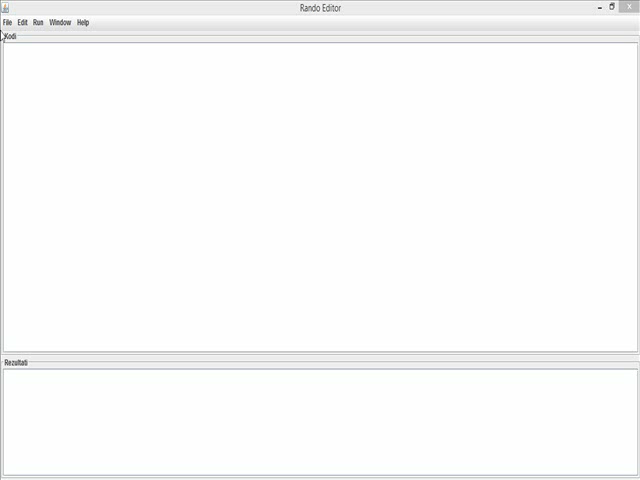 Rando Editor
File Edit Run Window Help
Kodi
Rezultati